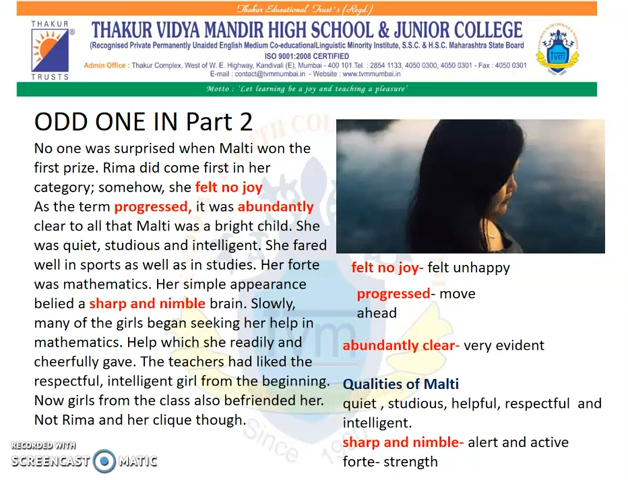 Thakur Educational Trust's (Regd.)
THAKUR
TRUSTS
THAKUR VIDYA MANDIR HIGH SCHOOL & JUNIOR COLLEGE
(Recognised Private Permanently Unaided English Medium Co-educationalLinguistic Minority Institute, S.S.C. & H.S.C. Maharashtra State Board
ISO 9001:2008 CERTIFIED
Admin Office : Thakur Complex, West of W. E. Highway, Kandivali (E), Mumbai - 400 101. Tel : 2854 1133, 4050 0300, 4050 0301 - Fax : 4050 0301
E-mail : contact@tvmmumbai.in - Website : www.tvmmumbai.in
Motto : 'Let learning be a joy and teaching a pleasure'
ODD ONE IN Part 2
No one was surprised when Malti won the
first prize. Rima did come first in her
category; somehow, she felt no joy
As the term progressed, it was abundantly
clear to all that Malti was a bright child. She
was quiet, studious and intelligent. She fared
well in sports as well as in studies. Her forte
was mathematics. Her simple appearance
belied a sharp and nimble brain. Slowly,
many of the girls began seeking her help in
mathematics. Help which she readily and
cheerfully gave. The teachers had liked the
respectful, intelligent girl from the beginning.
Now girls from the class also befriended her.
Not Rima and her clique though.
felt no joy- felt unhappy
progressed- move
ahead
abundantly clear- very evident
Qualities of Malti
quiet , studious, helpful, respectful and
intelligent.
sharp and nimble- alert and active
forte- strength
tvm
Since
RECORDED WITH
SCREENCAST MATIC